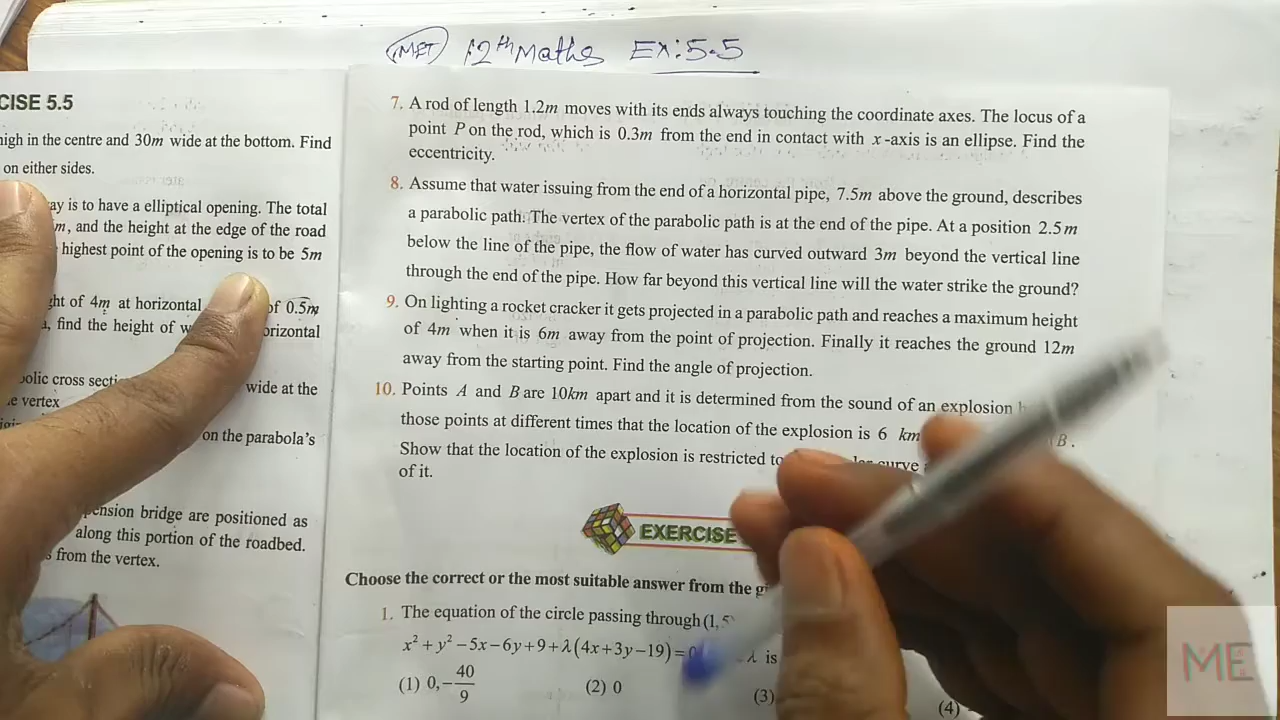 MET 12th Maths Ex: 5.5
CISE 5.5
high in the centre and 30m wide at the bottom. Find
on either sides.
ay is to have a elliptical opening. The total
m, and the height at the edge of the road
highest point of the opening is to be 5m
ght of 4m at horizontal of 0.5m
, find the height of w orizontal
bolic cross secti wide at the
e vertex
on the parabola's
pension bridge are positioned as
along this portion of the roadbed.
s from the vertex.
7. A rod of length 1.2m moves with its ends always touching the coordinate axes. The locus of a
point P on the rod, which is 0.3m from the end in contact with x-axis is an ellipse. Find the
eccentricity.
8. Assume that water issuing from the end of a horizontal pipe, 7.5m above the ground, describes
a parabolic path. The vertex of the parabolic path is at the end of the pipe. At a position 2.5m
below the line of the pipe, the flow of water has curved outward 3m beyond the vertical line
through the end of the pipe. How far beyond this vertical line will the water strike the ground?
9. On lighting a rocket cracker it gets projected in a parabolic path and reaches a maximum height
of 4m when it is 6m away from the point of projection. Finally it reaches the ground 12m
away from the starting point. Find the angle of projection.
10. Points A and B are 10km apart and it is determined from the sound of an explosion
those points at different times that the location of the explosion is 6 km B.
Show that the location of the explosion is restricted to curve
of it.
EXERCISE
Choose the correct or the most suitable answer from the
1. The equation of the circle passing through (1,5
x² + y² − 5x − 6y + 9 + λ(4x + 3y − 19) = 0 λ is
(1) 0, −40/9 (2) 0 (3) (4)
ME